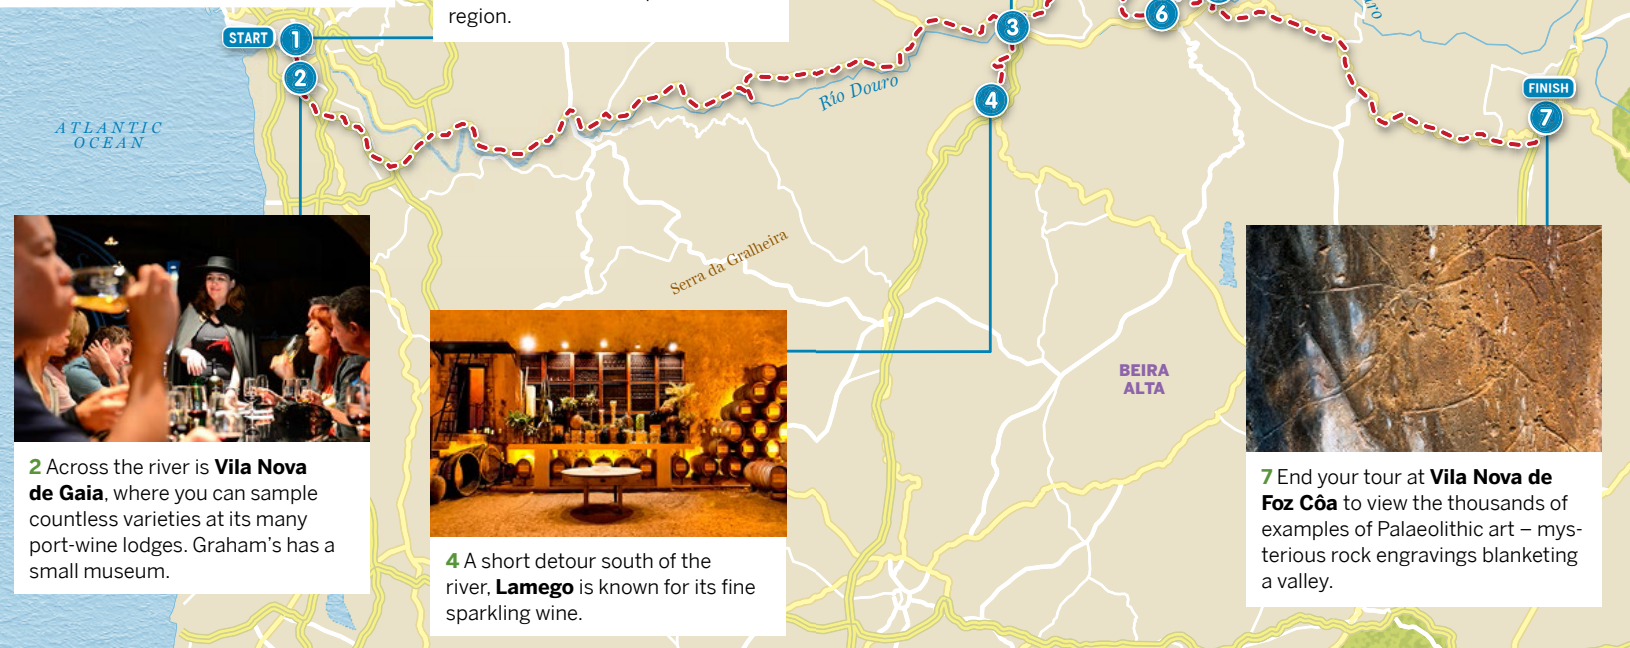 region.
START
1
2
3
6
4
Río Douro
FINISH
7
ATLANTIC
OCEAN
Serra da Gralheira
BEIRA
ALTA
2 Across the river is Vila Nova
de Gaia, where you can sample
countless varieties at its many
port-wine lodges. Graham’s has a
small museum.
4 A short detour south of the
river, Lamego is known for its fine
sparkling wine.
7 End your tour at Vila Nova de
Foz Côa to view the thousands of
examples of Palaeolithic art – mys-
terious rock engravings blanketing
a valley.